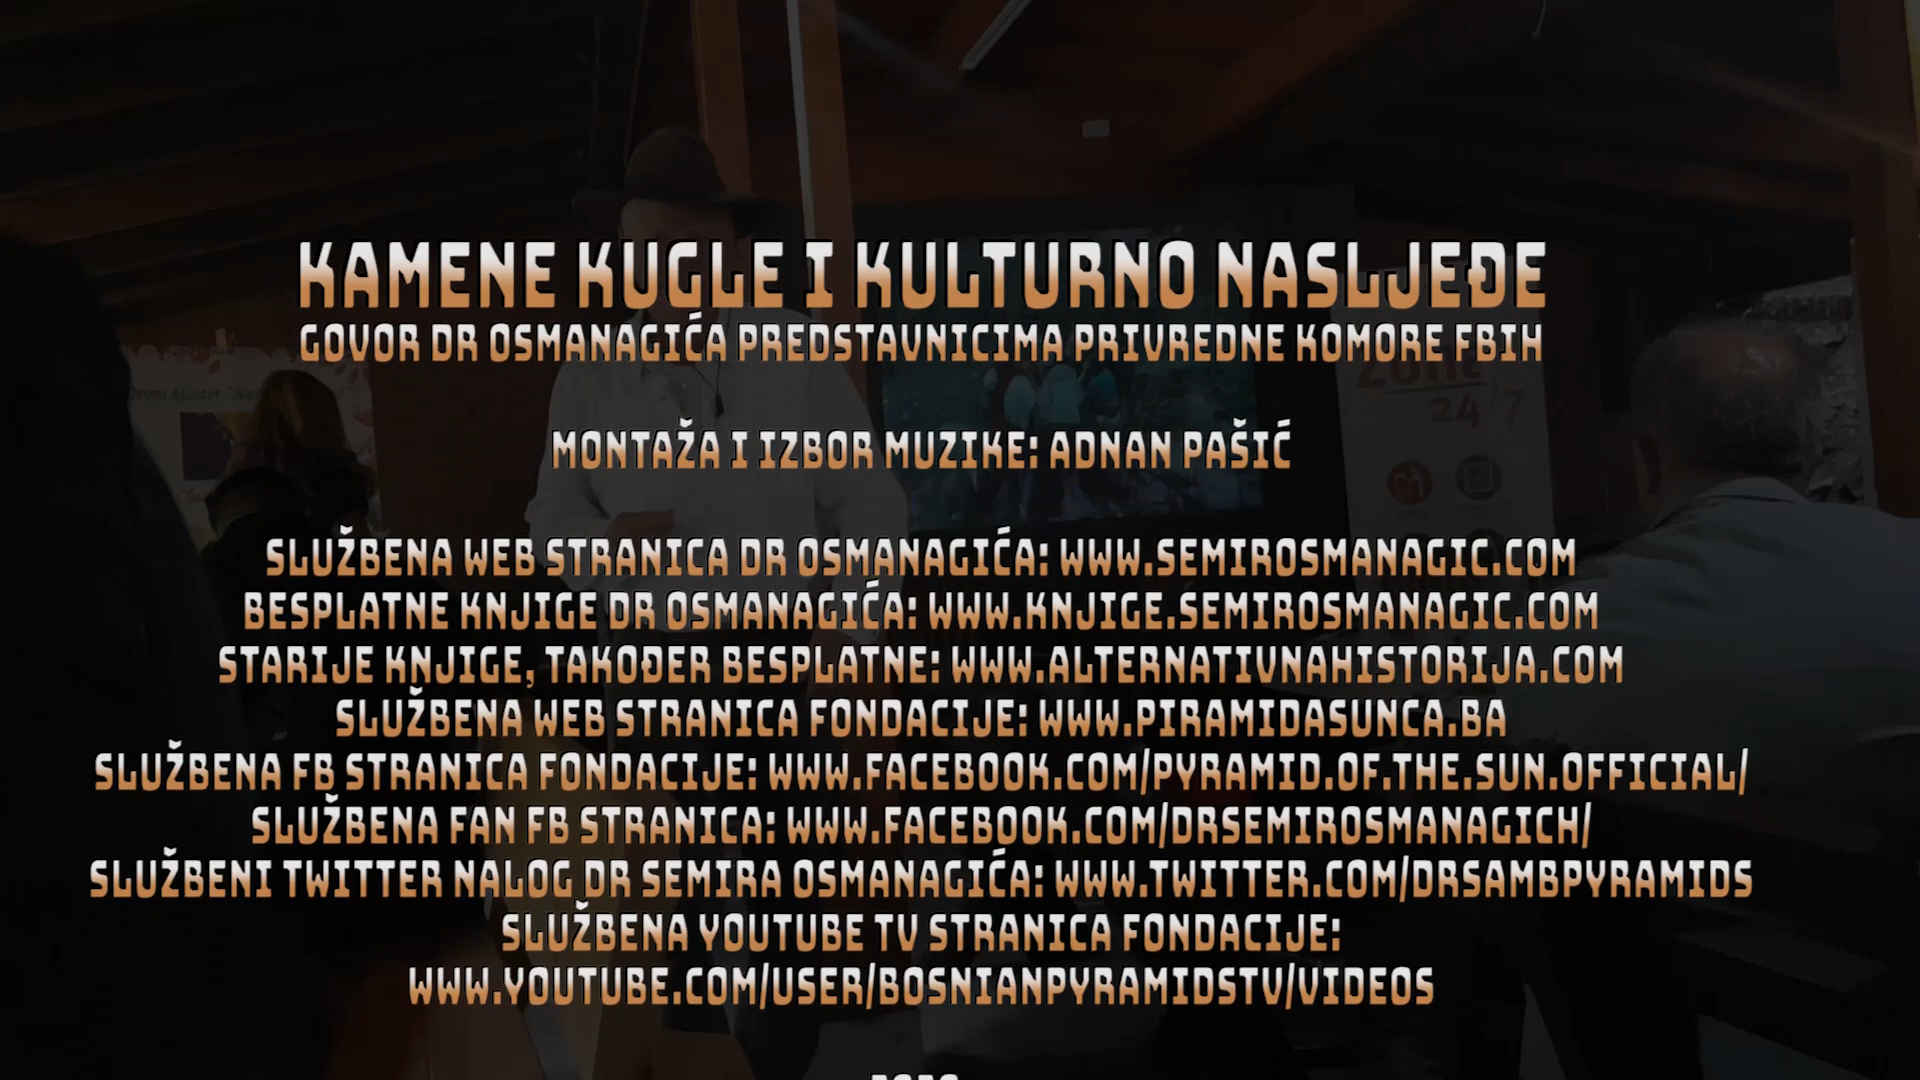 KAMENE KUGLE I KULTURNO NASLJEĐE
GOVOR DR OSMANAGIĆA PREDSTAVNICIMA PRIVREDNE KOMORE FBIH
MONTAŽA I IZBOR MUZIKE: ADNAN PAŠIĆ
SLUŽBENA WEB STRANICA DR OSMANAGIĆA: WWW.SEMIROSMANAGIC.COM
BESPLATNE KNJIGE DR OSMANAGIĆA: WWW.KNJIGE.SEMIROSMANAGIC.COM
STARIJE KNJIGE, TAKOĐER BESPLATNE: WWW.ALTERNATIVNAHISTORIJA.COM
SLUŽBENA WEB STRANICA FONDACIJE: WWW.PIRAMIDASUNCA.BA
SLUŽBENA FB STRANICA FONDACIJE: WWW.FACEBOOK.COM/PYRAMID.OF.THE.SUN.OFFICIAL/
SLUŽBENA FAN FB STRANICA: WWW.FACEBOOK.COM/DRSEMIROSMANAGICH/
SLUŽBENI TWITTER NALOG DR SEMIRA OSMANAGIĆA: WWW.TWITTER.COM/DRSAMBPYRAMIDS
SLUŽBENA YOUTUBE TV STRANICA FONDACIJE:
WWW.YOUTUBE.COM/USER/BOSNIANPYRAMIDSTV/VIDEOS
Zone
24/7